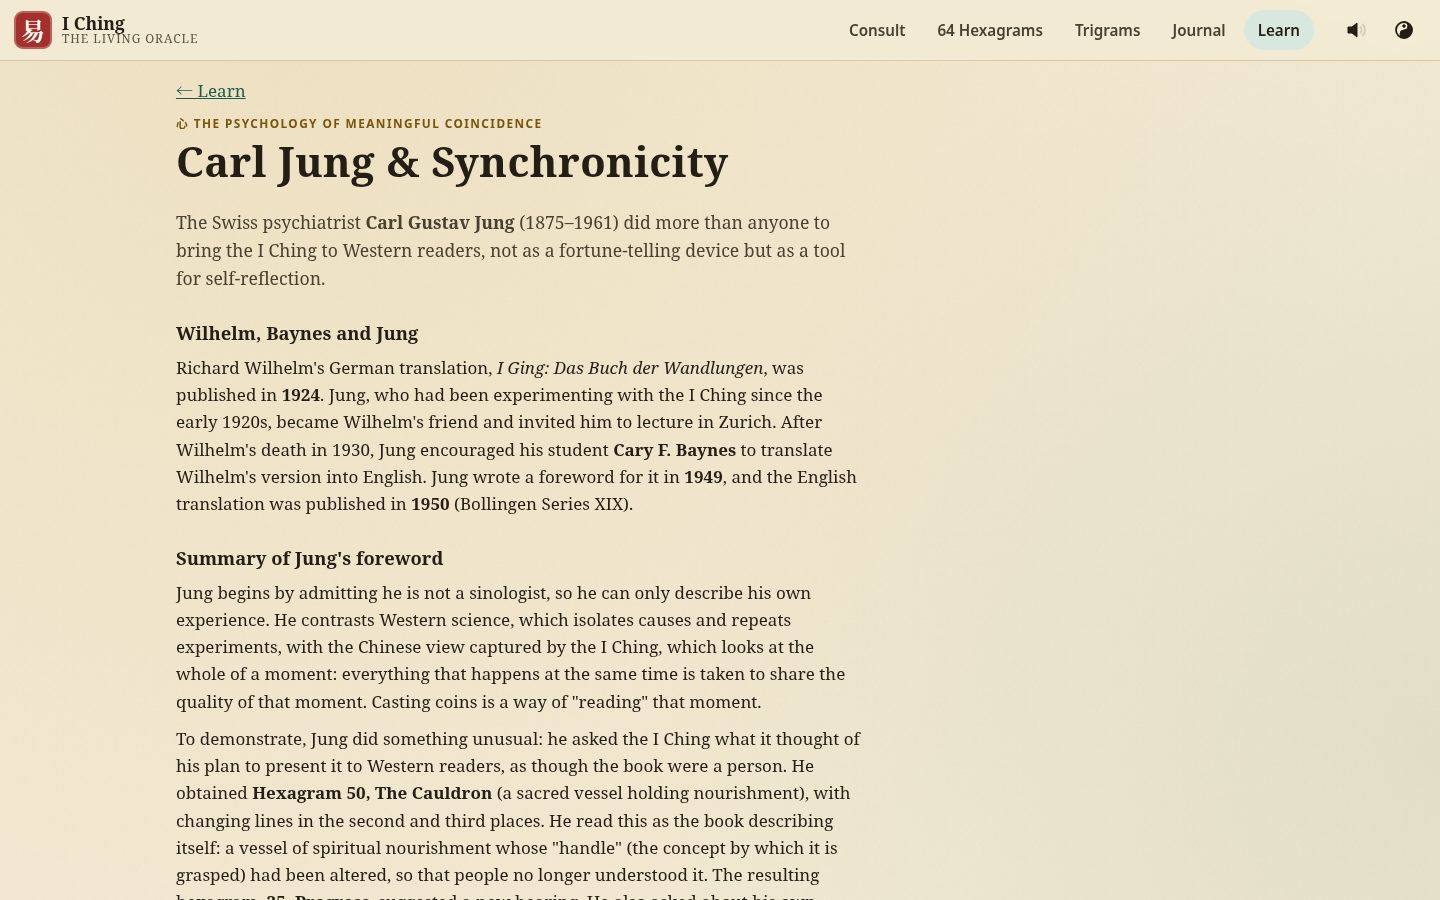 易
I Ching
THE LIVING ORACLE
Consult
64 Hexagrams
Trigrams
Journal
Learn
← Learn
心 THE PSYCHOLOGY OF MEANINGFUL COINCIDENCE
Carl Jung & Synchronicity
The Swiss psychiatrist Carl Gustav Jung (1875–1961) did more than anyone to
bring the I Ching to Western readers, not as a fortune-telling device but as a tool
for self-reflection.
Wilhelm, Baynes and Jung
Richard Wilhelm's German translation, I Ging: Das Buch der Wandlungen, was
published in 1924. Jung, who had been experimenting with the I Ching since the
early 1920s, became Wilhelm's friend and invited him to lecture in Zurich. After
Wilhelm's death in 1930, Jung encouraged his student Cary F. Baynes to translate
Wilhelm's version into English. Jung wrote a foreword for it in 1949, and the English
translation was published in 1950 (Bollingen Series XIX).
Summary of Jung's foreword
Jung begins by admitting he is not a sinologist, so he can only describe his own
experience. He contrasts Western science, which isolates causes and repeats
experiments, with the Chinese view captured by the I Ching, which looks at the
whole of a moment: everything that happens at the same time is taken to share the
quality of that moment. Casting coins is a way of "reading" that moment.
To demonstrate, Jung did something unusual: he asked the I Ching what it thought of
his plan to present it to Western readers, as though the book were a person. He
obtained Hexagram 50, The Cauldron (a sacred vessel holding nourishment), with
changing lines in the second and third places. He read this as the book describing
itself: a vessel of spiritual nourishment whose "handle" (the concept by which it is
grasped) had been altered, so that people no longer understood it. The resulting